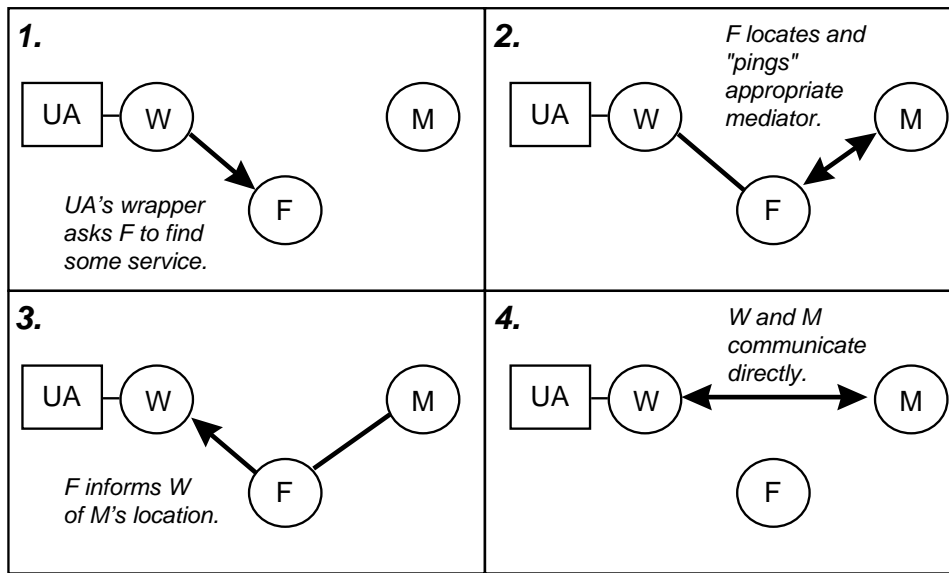 1.
UA
W
M
F
UA's wrapper
asks F to find
some service.
2.
F locates and
"pings"
appropriate
mediator.
UA
W
M
F
3.
UA
W
M
F
F informs W
of M's location.
4.
W and M
communicate
directly.
UA
W
M
F